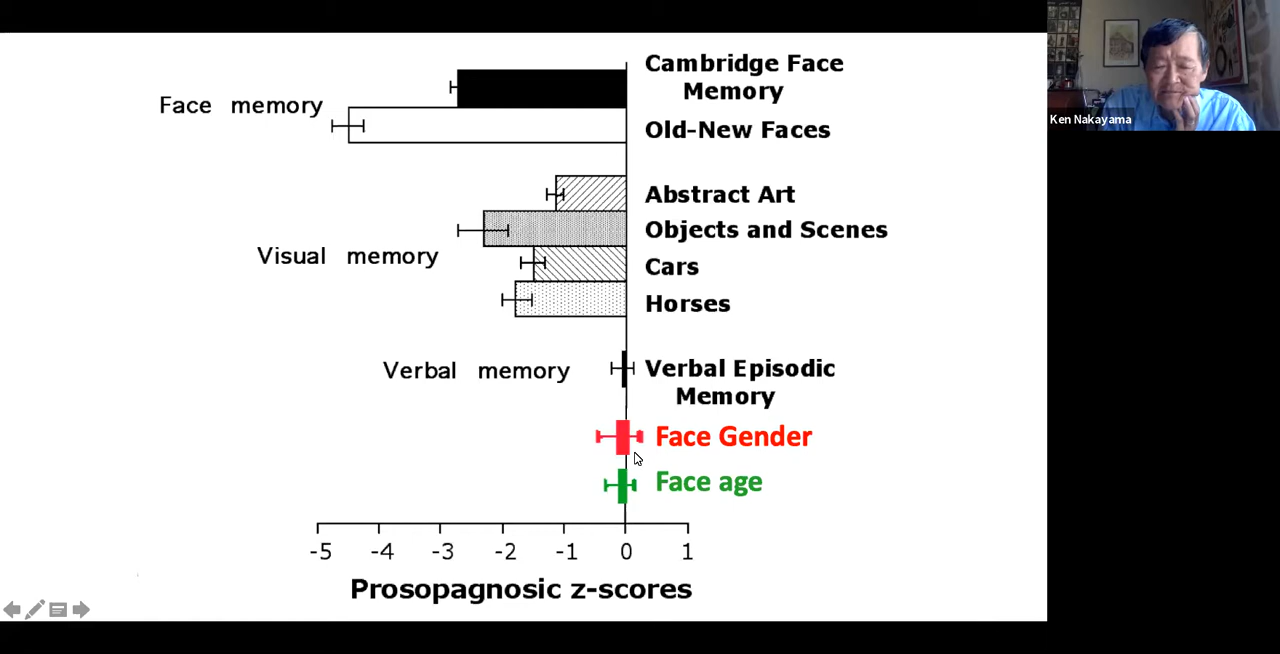 Face memory
Cambridge Face
Memory
Old-New Faces
Visual memory
Abstract Art
Objects and Scenes
Cars
Horses
Verbal memory
Verbal Episodic
Memory
Face Gender
Face age
-5 -4 -3 -2 -1 0 1
Prosopagnosic z-scores
Ken Nakayama